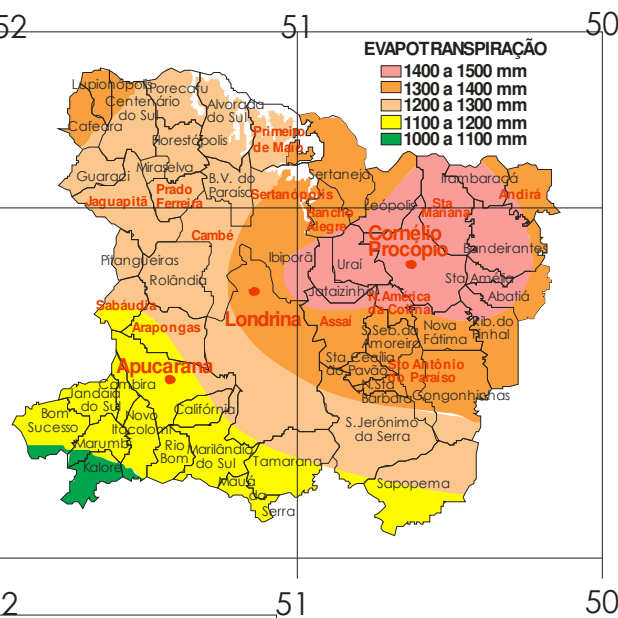 52
51
50
EVAPOTRANSPIRAÇÃO
1400 a 1500 mm
1300 a 1400 mm
1200 a 1300 mm
1100 a 1200 mm
1000 a 1100 mm
Lupionópolis
Porecatu
Centenário
do Sul
Alvorada
do Sul
Cafeara
Primeiro
de Maio
Florestópolis
Miraselva
Guaraci
Prado
Ferreira
B.V. do
Paraíso
Sertanópolis
Sertaneja
Itambaracá
Andirá
Jaguapitã
Rancho
Alegre
Leópolis
Sta
Mariana
Cambé
Cornélio
Procópio
Bandeirantes
Pitangueiras
Rolândia
Ibiporã
Uraí
Jataizinho
Sta Amélia
Abatiá
Sabáudia
Arapongas
Londrina
Assaí
N.América
da Colina
S.Seb.da
Amoreira
Nova
Fátima
Rib.do
Pinhal
Apucarana
Sta.Cecília
do Pavão
Sto Antônio
do Paraíso
Cambira
Jandaia
do Sul
N.Sta
Bárbara
Congonhinhas
Bom
Sucesso
Novo
Itacolomi
Califórnia
S.Jerônimo
da Serra
Marumbi
Rio
Bom
Marilândia
do Sul
Tamarana
Kaloré
Mauá
da
Serra
Sapopema
2
51
50